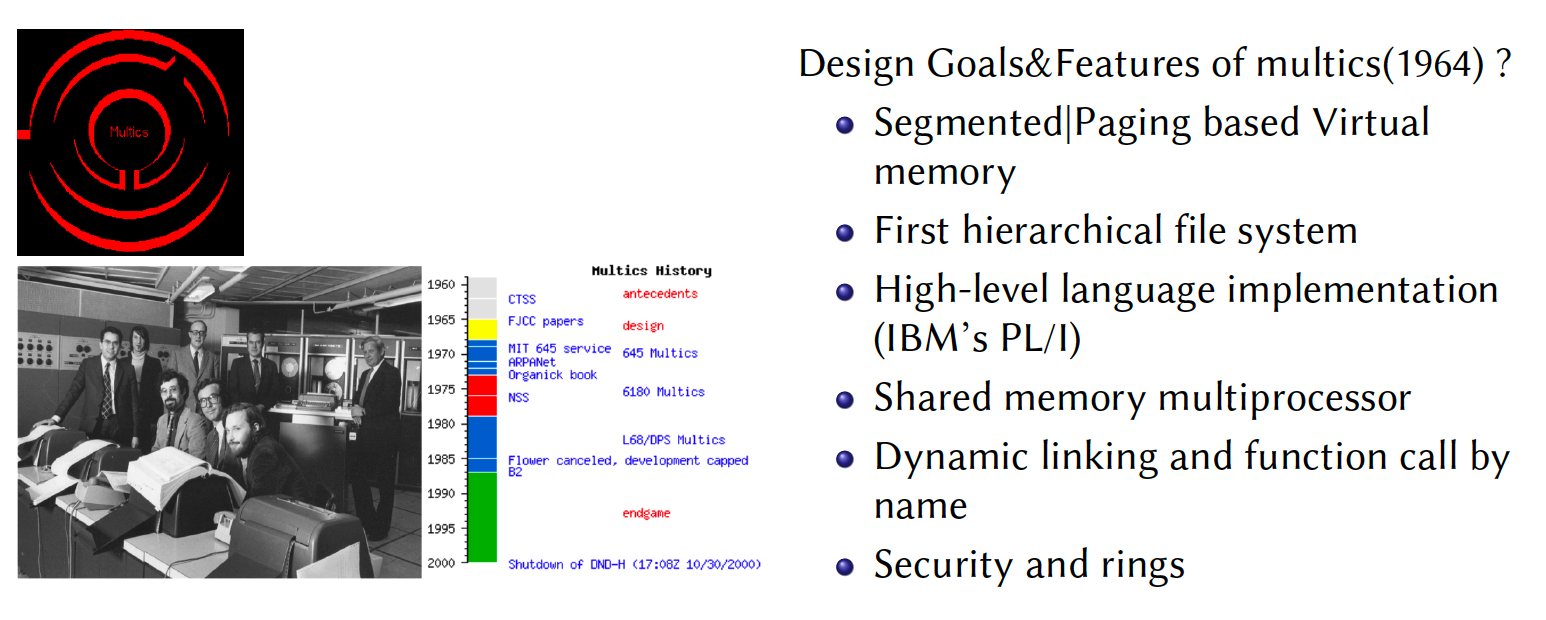 Multics
Multics History
1960
CTSS
antecedents
1965
FJCC papers
design
1970
MIT 645 service
645 Multics
ARPANet
Organick book
1975
NSS
6180 Multics
1980
L68/DPS Multics
1985
Flower canceled, development capped
B2
1990
endgame
1995
2000
Shutdown of DND-H (17:08Z 10/30/2000)
Design Goals&Features of multics(1964) ?
Segmented|Paging based Virtual
memory
First hierarchical file system
High-level language implementation
(IBM's PL/I)
Shared memory multiprocessor
Dynamic linking and function call by
name
Security and rings